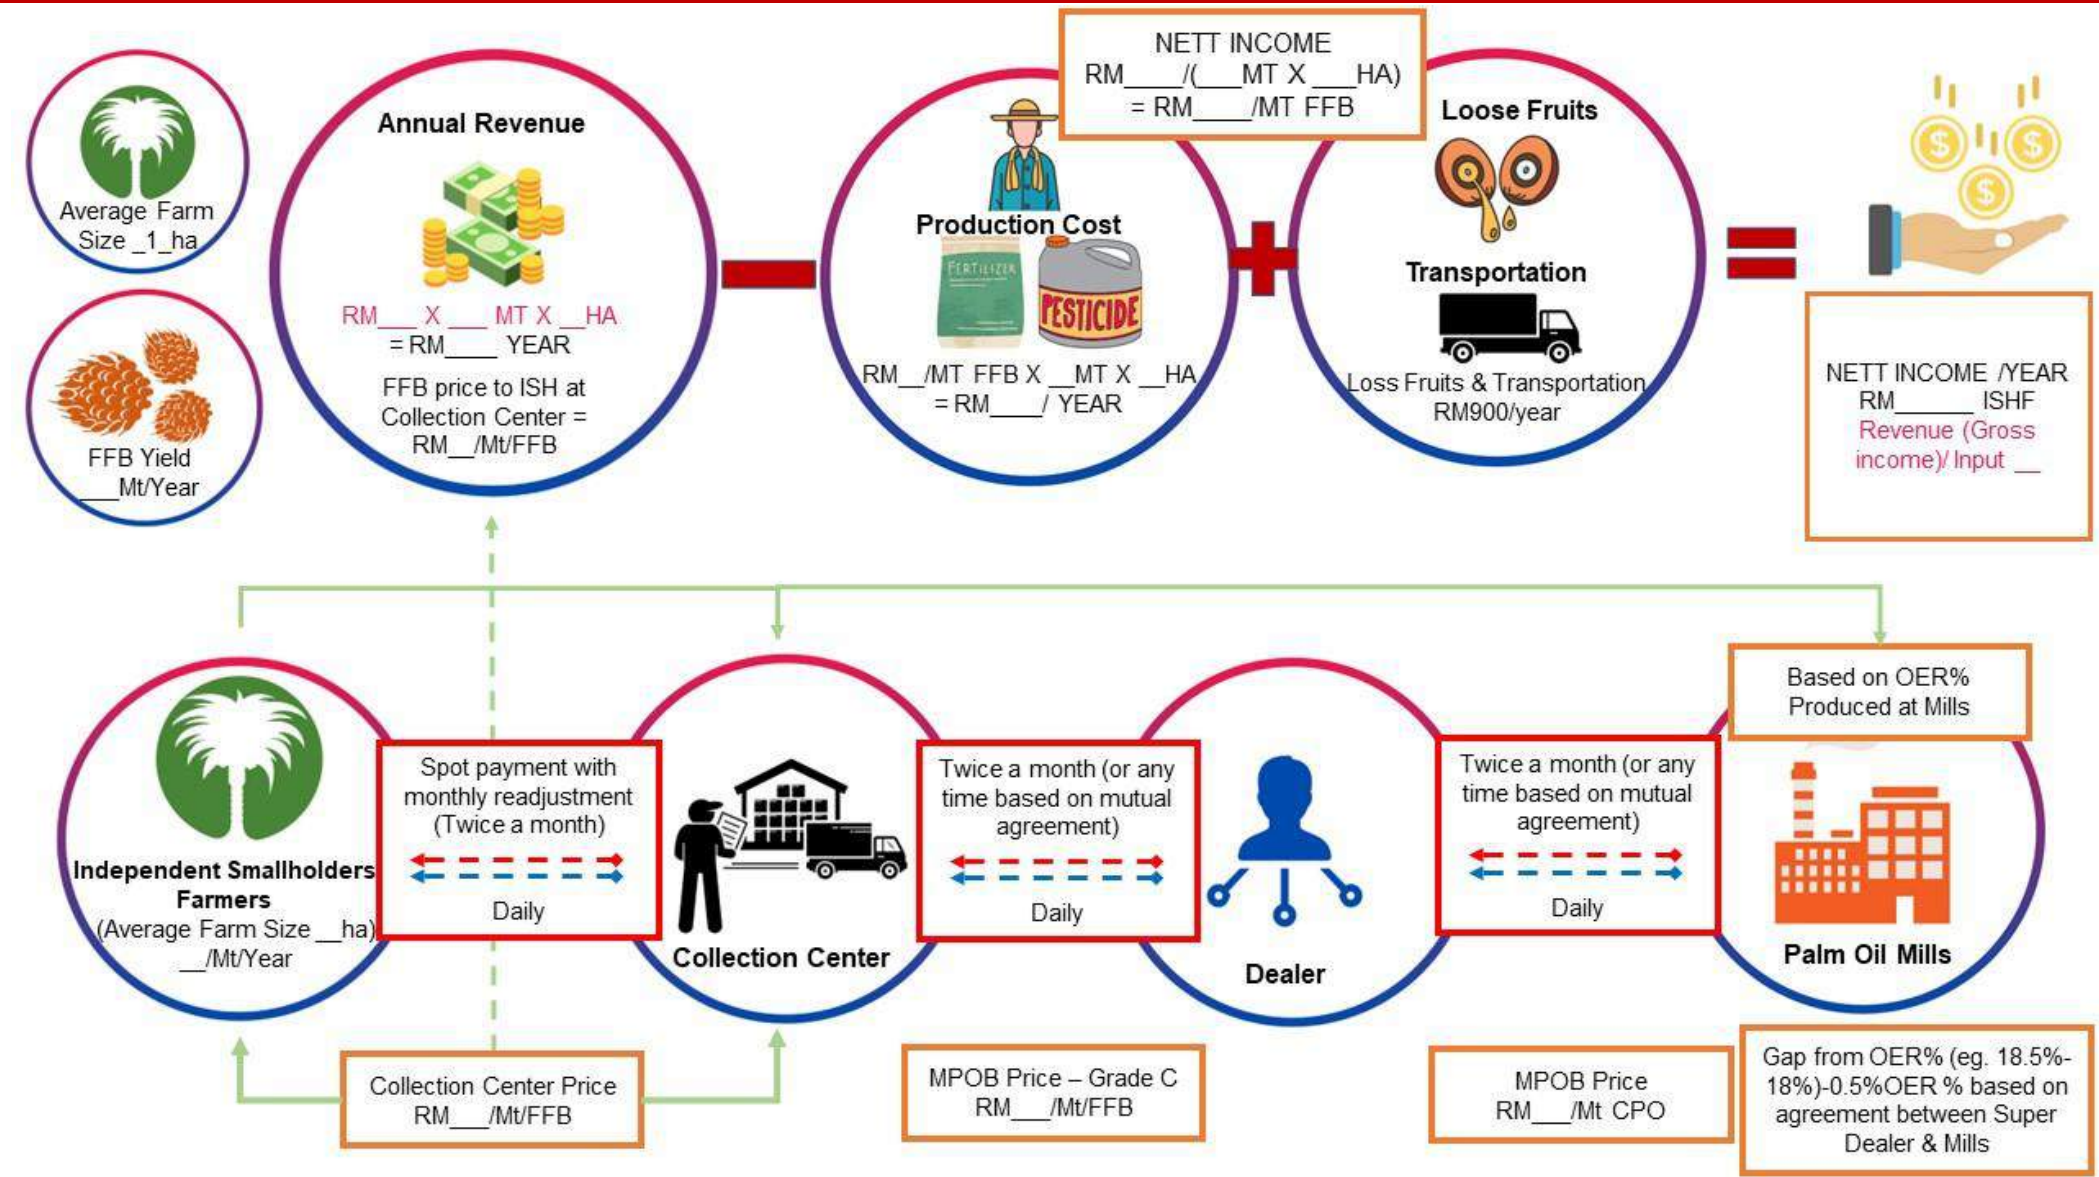 NETT INCOME
RM____/(___MT X ___HA)
= RM____/MT FFB
Average Farm
Size _1_ha
Annual Revenue
RM___ X ___ MT X __HA
= RM____ YEAR
FFB price to ISH at
Collection Center =
RM__/Mt/FFB
Production Cost
FERTILIZER
PESTICIDE
RM__/MT FFB X __MT X __HA
= RM____/ YEAR
Loose Fruits
Transportation
Loss Fruits & Transportation
RM900/year
NETT INCOME /YEAR
RM______ ISHF
Revenue (Gross
income)/ Input __
FFB Yield
___Mt/Year
Independent Smallholders
Farmers
(Average Farm Size __ha)
__/Mt/Year
Spot payment with
monthly readjustment
(Twice a month)
Daily
Collection Center
Twice a month (or any
time based on mutual
agreement)
Daily
Dealer
Twice a month (or any
time based on mutual
agreement)
Daily
Based on OER%
Produced at Mills
Palm Oil Mills
Collection Center Price
RM___/Mt/FFB
MPOB Price – Grade C
RM___/Mt/FFB
MPOB Price
RM___/Mt CPO
Gap from OER% (eg. 18.5%-
18%)-0.5%OER % based on
agreement between Super
Dealer & Mills